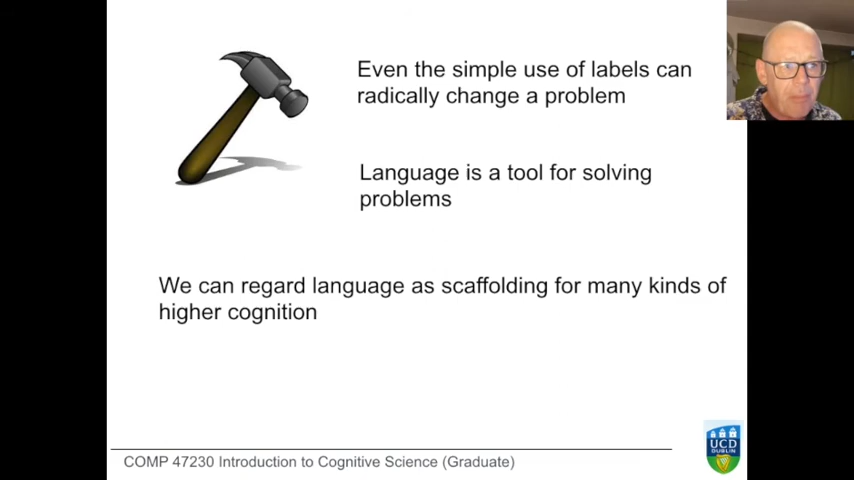 Even the simple use of labels can
radically change a problem
Language is a tool for solving
problems
We can regard language as scaffolding for many kinds of
higher cognition
COMP 47230 Introduction to Cognitive Science (Graduate)
UCD
DUBLIN